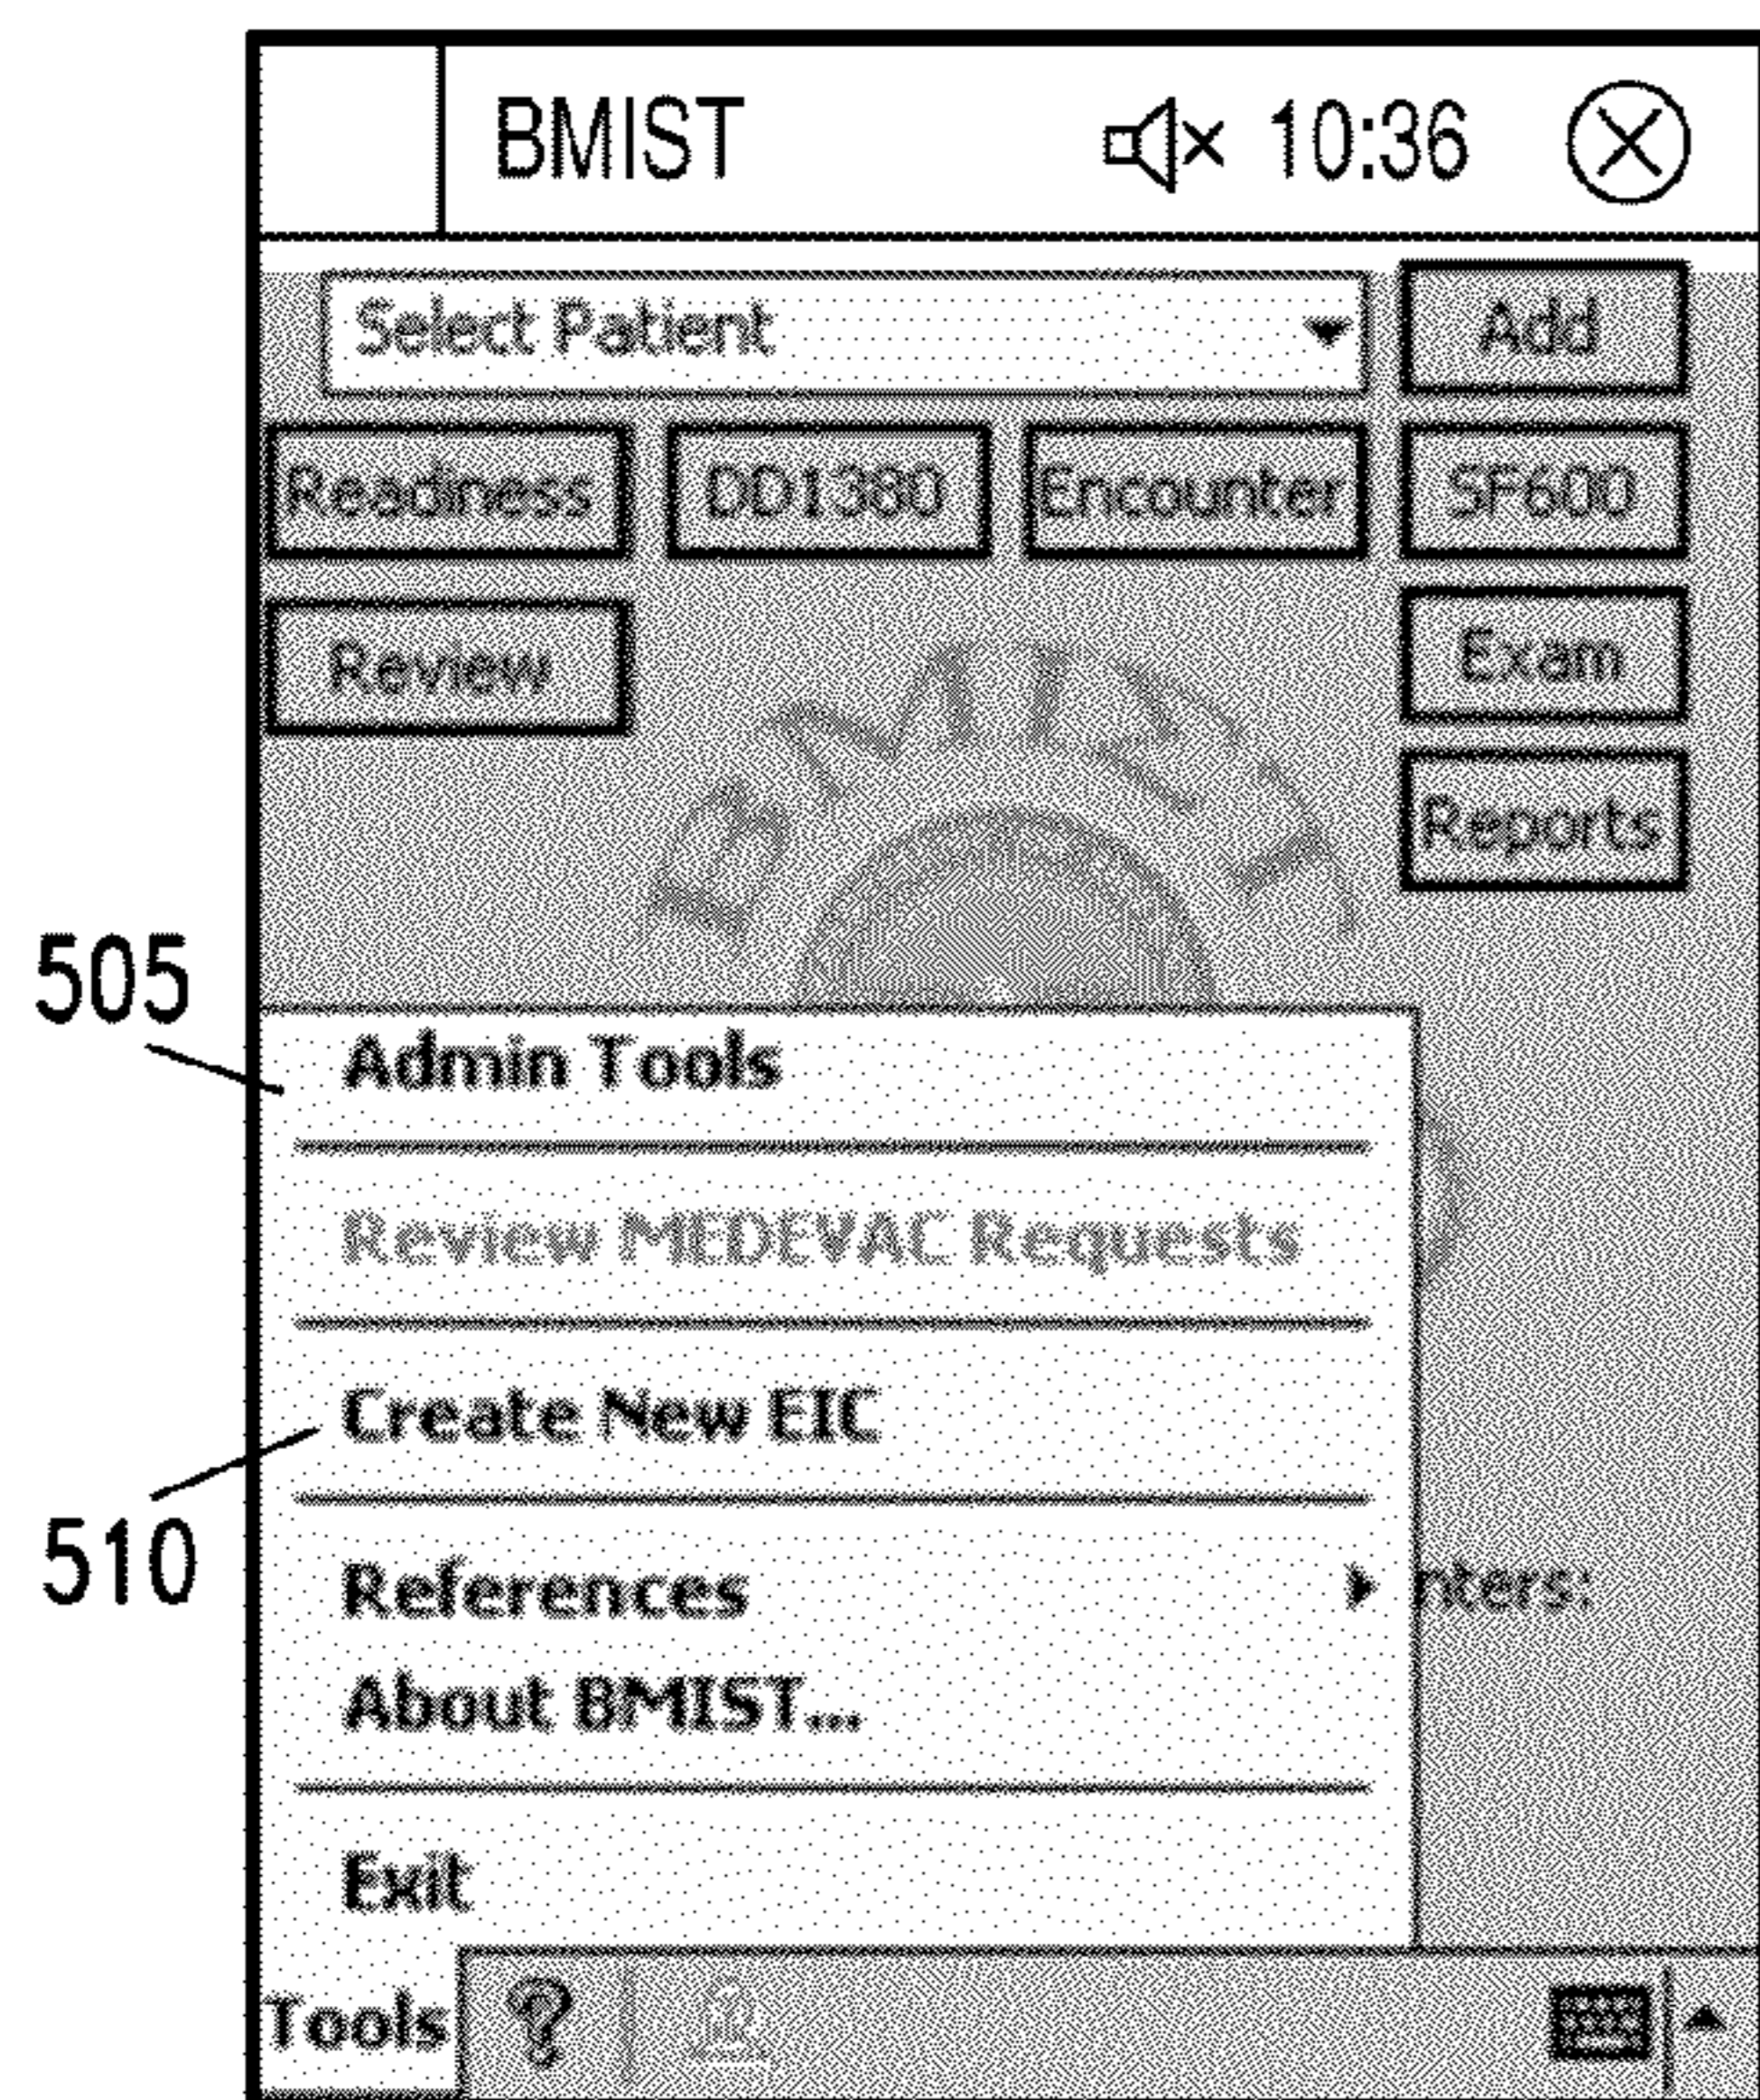 BMIST 10:36
Select Patient Add
Readiness DD1380 Encounter SF600
Review Exam
BMIST
Reports
505
Admin Tools
Review MEDEVAC Requests
Create New EIC
510
References nters:
About BMIST...
Exit
Tools ?